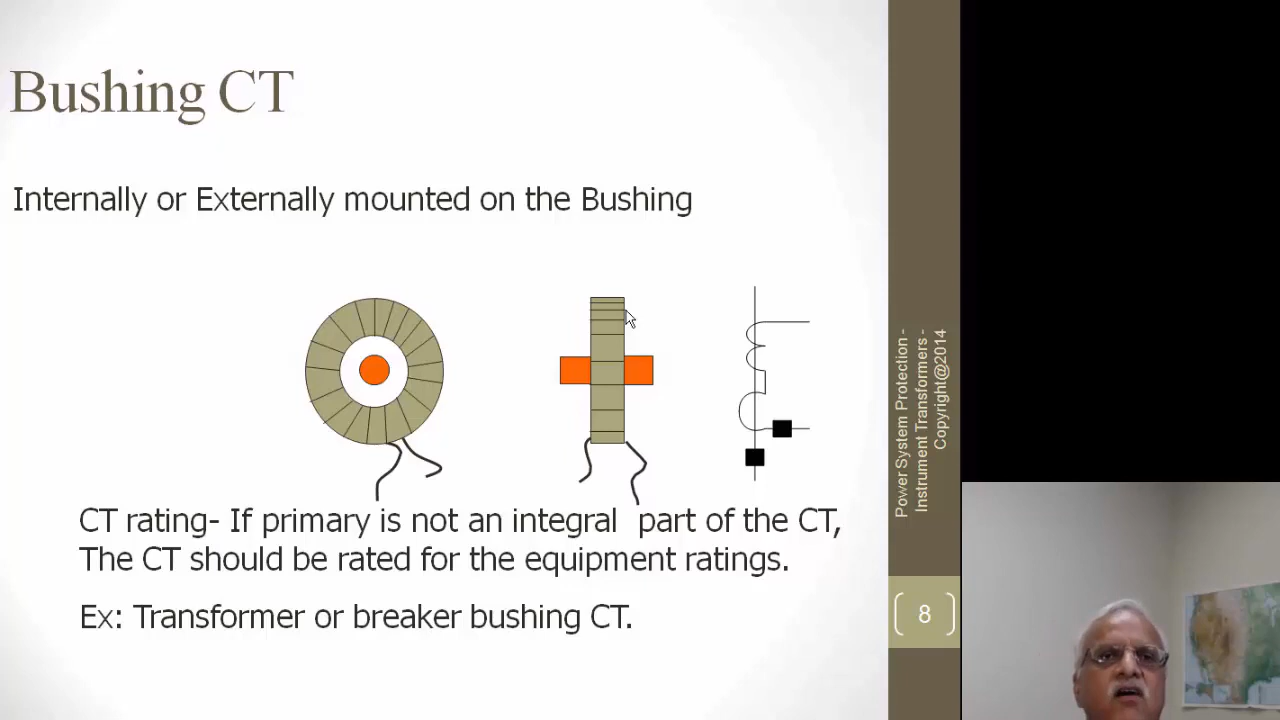 Bushing CT
Internally or Externally mounted on the Bushing
CT rating- If primary is not an integral part of the CT,
The CT should be rated for the equipment ratings.
Ex: Transformer or breaker bushing CT.
Power System Protection -
Instrument Transformers -
Copyright@2014
8